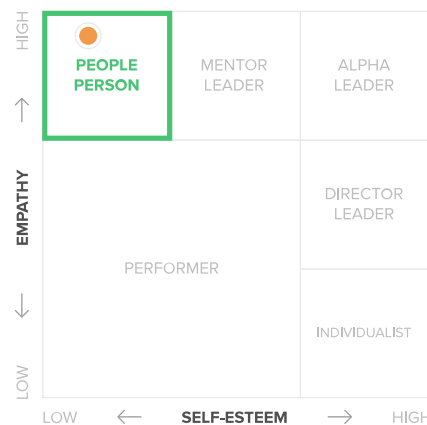 HIGH
PEOPLE
PERSON
MENTOR
LEADER
ALPHA
LEADER
EMPATHY
DIRECTOR
LEADER
PERFORMER
INDIVIDUALIST
LOW
LOW
SELF-ESTEEM
HIGH